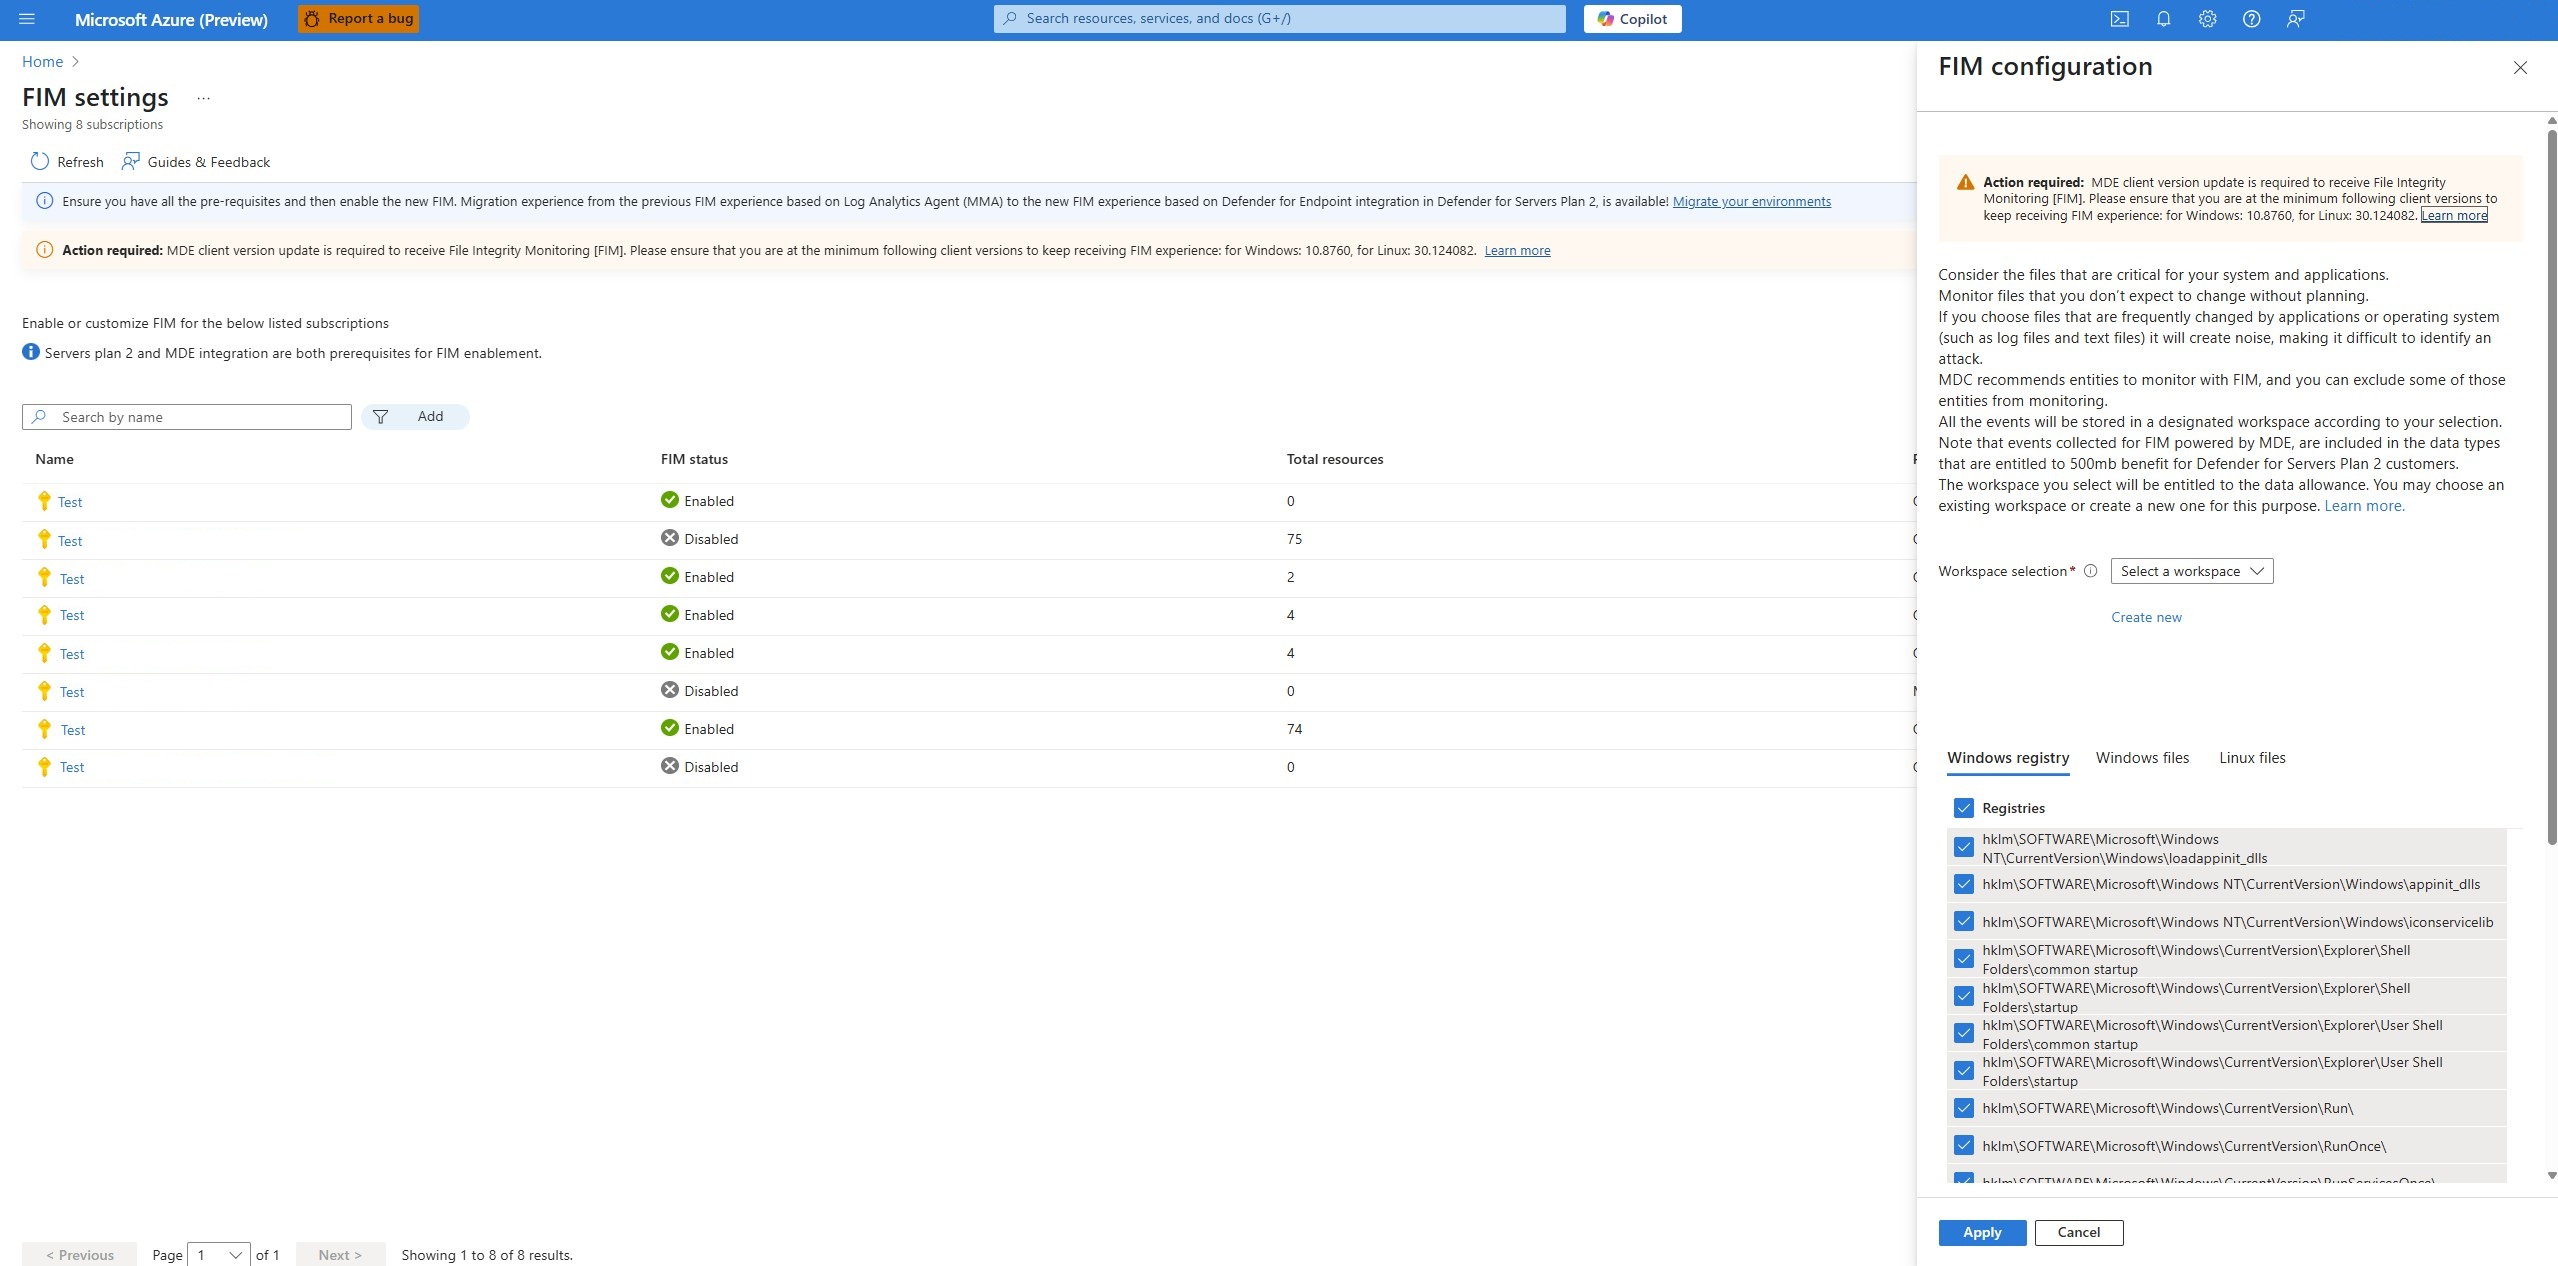 Microsoft Azure (Preview)
Report a bug
Search resources, services, and docs (G+/)
Copilot
Home
FIM settings
...
Showing 8 subscriptions
Refresh
Guides & Feedback
Ensure you have all the pre-requisites and then enable the new FIM. Migration experience from the previous FIM experience based on Log Analytics Agent (MMA) to the new FIM experience based on Defender for Endpoint integration in Defender for Servers Plan 2, is available! Migrate your environments
Action required: MDE client version update is required to receive File Integrity Monitoring [FIM]. Please ensure that you are at the minimum following client versions to keep receiving FIM experience: for Windows: 10.8760, for Linux: 30.124082. Learn more
Enable or customize FIM for the below listed subscriptions
Servers plan 2 and MDE integration are both prerequisites for FIM enablement.
Search by name
Add
Name FIM status Total resources
Test Enabled 0
Test Disabled 75
Test Enabled 2
Test Enabled 4
Test Enabled 4
Test Disabled 0
Test Enabled 74
Test Disabled 0
< Previous
Page 1 of 1
Next >
Showing 1 to 8 of 8 results.
FIM configuration
Action required: MDE client version update is required to receive File Integrity
Monitoring [FIM]. Please ensure that you are at the minimum following client versions to
keep receiving FIM experience: for Windows: 10.8760, for Linux: 30.124082. Learn more
Consider the files that are critical for your system and applications.
Monitor files that you don't expect to change without planning.
If you choose files that are frequently changed by applications or operating system
(such as log files and text files) it will create noise, making it difficult to identify an
attack.
MDC recommends entities to monitor with FIM, and you can exclude some of those
entities from monitoring.
All the events will be stored in a designated workspace according to your selection.
Note that events collected for FIM powered by MDE, are included in the data types
that are entitled to 500mb benefit for Defender for Servers Plan 2 customers.
The workspace you select will be entitled to the data allowance. You may choose an
existing workspace or create a new one for this purpose. Learn more.
Workspace selection*
Select a workspace
Create new
Windows registry
Windows files
Linux files
Registries
hklm\SOFTWARE\Microsoft\Windows
NT\CurrentVersion\Windows\loadappinit_dlls
hklm\SOFTWARE\Microsoft\Windows NT\CurrentVersion\Windows\appinit_dlls
hklm\SOFTWARE\Microsoft\Windows NT\CurrentVersion\Windows\iconservicelib
hklm\SOFTWARE\Microsoft\Windows\CurrentVersion\Explorer\Shell
Folders\common startup
hklm\SOFTWARE\Microsoft\Windows\CurrentVersion\Explorer\Shell
Folders\startup
hklm\SOFTWARE\Microsoft\Windows\CurrentVersion\Explorer\User Shell
Folders\common startup
hklm\SOFTWARE\Microsoft\Windows\CurrentVersion\Explorer\User Shell
Folders\startup
hklm\SOFTWARE\Microsoft\Windows\CurrentVersion\Run\
hklm\SOFTWARE\Microsoft\Windows\CurrentVersion\RunOnce\
hklm\SOFTWARE\Microsoft\Windows\CurrentVersion\RunServicesOnce\
Apply
Cancel